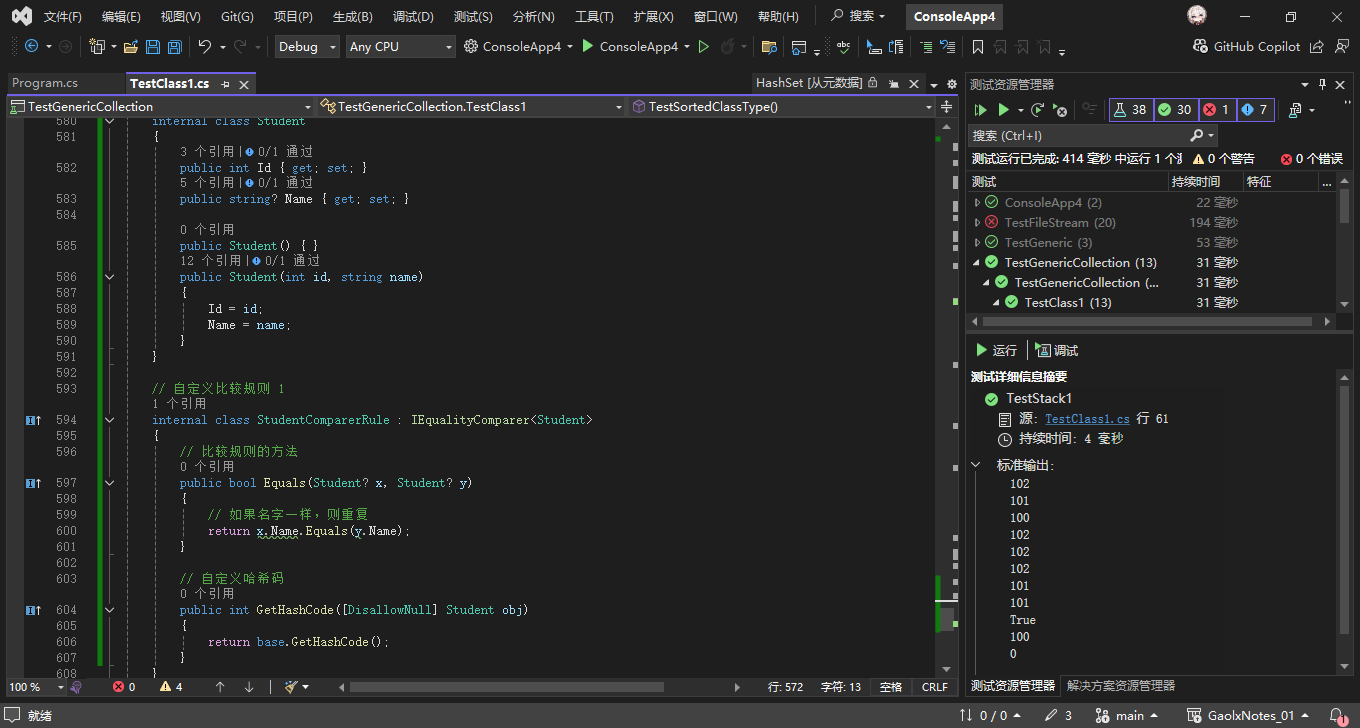 文件(F) 编辑(E) 视图(V) Git(G) 项目(P) 生成(B) 调试(D) 测试(S) 分析(N) 工具(T) 扩展(X) 窗口(W) 帮助(H) 搜索 ConsoleApp4
Debug Any CPU ConsoleApp4 ConsoleApp4 abc GitHub Copilot
Program.cs TestClass1.cs HashSet [从元数据]
TestGenericCollection TestGenericCollection.TestClass1 TestSortedClassType()
580 internal class Student
581 {
3 个引用|0/1 通过
582 public int Id { get; set; }
5 个引用|0/1 通过
583 public string? Name { get; set; }
584
0 个引用
585 public Student() { }
12 个引用|0/1 通过
586 public Student(int id, string name)
587 {
588 Id = id;
589 Name = name;
590 }
591 }
592
593 // 自定义比较规则 1
1 个引用
594 internal class StudentComparerRule : IEqualityComparer<Student>
595 {
596 // 比较规则的方法
0 个引用
597 public bool Equals(Student? x, Student? y)
598 {
599 // 如果名字一样，则重复
600 return x.Name.Equals(y.Name);
601 }
602
603 // 自定义哈希码
0 个引用
604 public int GetHashCode([DisallowNull] Student obj)
605 {
606 return base.GetHashCode();
607 }
608 }
100 % 0 4 行: 572 字符: 13 空格 CRLF
测试资源管理器
38 30 1 7
搜索 (Ctrl+I)
测试运行已完成: 414 毫秒 中运行 1 个 0 个警告 0 个错误
测试 持续时间 特征 ...
ConsoleApp4 (2) 22 毫秒
TestFileStream (20) 194 毫秒
TestGeneric (3) 53 毫秒
TestGenericCollection (13) 31 毫秒
TestGenericCollection (... 31 毫秒
TestClass1 (13) 31 毫秒
运行 调试
测试详细信息摘要
TestStack1
源: TestClass1.cs 行 61
持续时间: 4 毫秒
标准输出:
102
101
100
102
102
102
101
101
True
100
0
测试资源管理器 解决方案资源管理器
就绪 0 / 0 3 main GaolxNotes_01 1